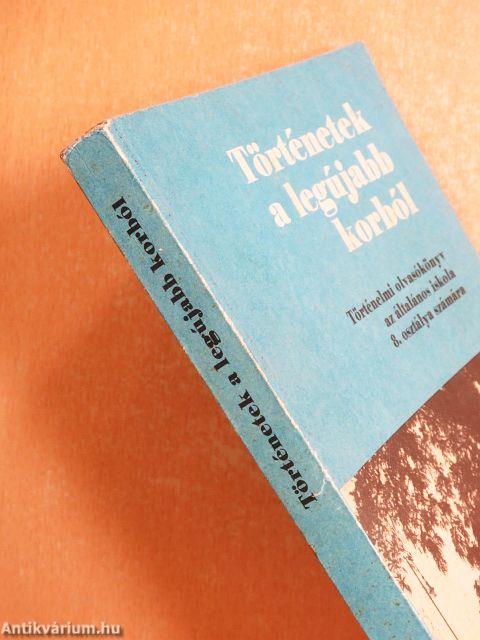 Történetek
a legújabb
korból
Történelmi olvasókönyv
az általános iskola
8. osztálya számára
Történetek a legújabb korból
Antikvárium.hu